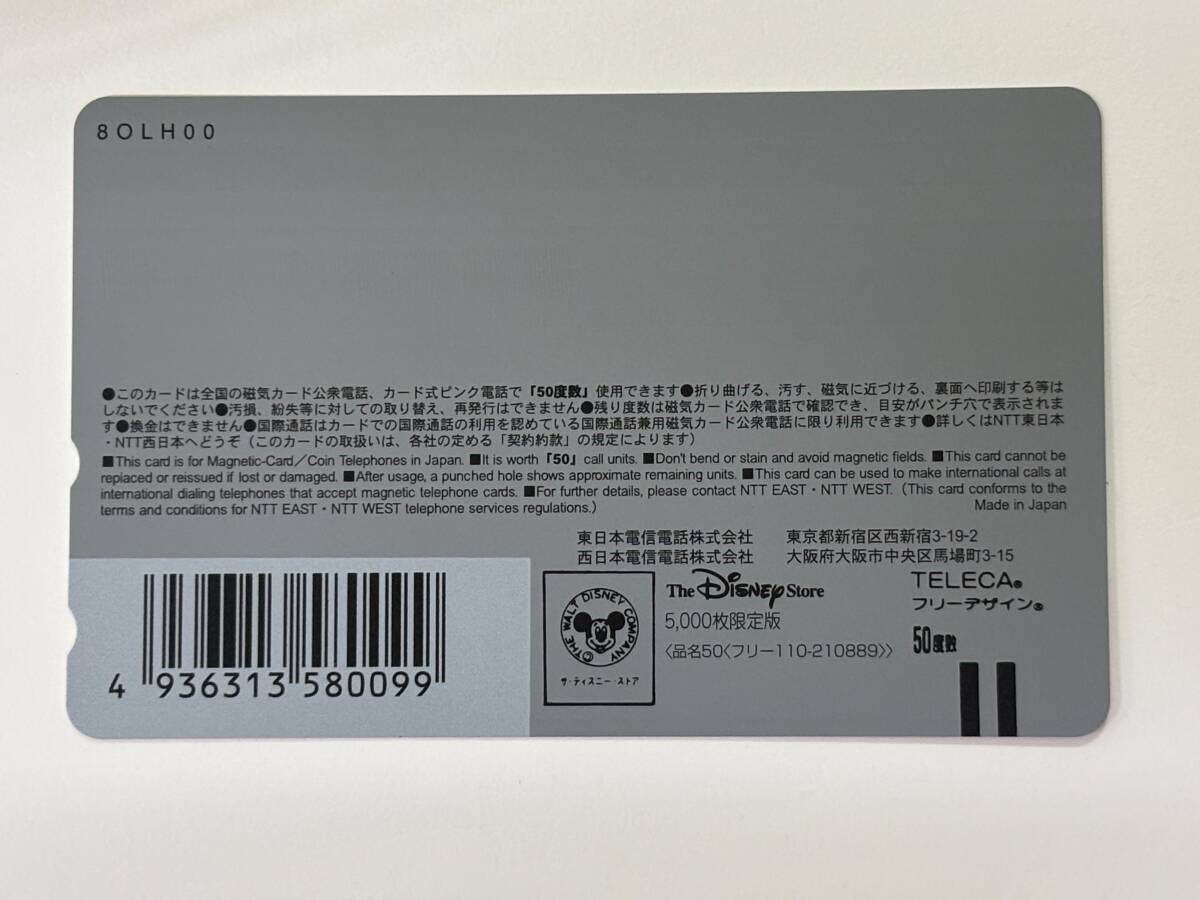 8OLH00
●このカードは全国の磁気カード公衆電話、カード式ピンク電話で「50度数」使用できます●折り曲げる、汚す、磁気に近づける、裏面へ印刷する等は
しないでください●汚損、紛失等に対しての取り替え、再発行はできません●残り度数は磁気カード公衆電話で確認でき、目安がパンチ穴で表示されま
す●換金はできません●国際通話はカードでの国際通話の利用を認めている国際通話兼用磁気カード公衆電話に限り利用できます●詳しくはNTT東日本
・NTT西日本へどうぞ（このカードの取扱いは、各社の定める「契約約款」の規定によります）
■This card is for Magnetic-Card／Coin Telephones in Japan. ■It is worth「50」call units. ■Don't bend or stain and avoid magnetic fields. ■This card cannot be
replaced or reissued if lost or damaged. ■After usage, a punched hole shows approximate remaining units. ■This card can be used to make international calls at
international dialing telephones that accept magnetic telephone cards. ■For further details, please contact NTT EAST・NTT WEST. (This card conforms to the
terms and conditions for NTT EAST・NTT WEST telephone services regulations.) Made in Japan
東日本電信電話株式会社 東京都新宿区西新宿3-19-2
西日本電信電話株式会社 大阪府大阪市中央区馬場町3-15
4 936313 580099
©THE WALT DISNEY COMPANY
ザ・ディズニー・ストア
The Disney Store
5,000枚限定版
〈品名50〈フリー110-210889〉〉
TELECA®
フリーデザイン®
50度数